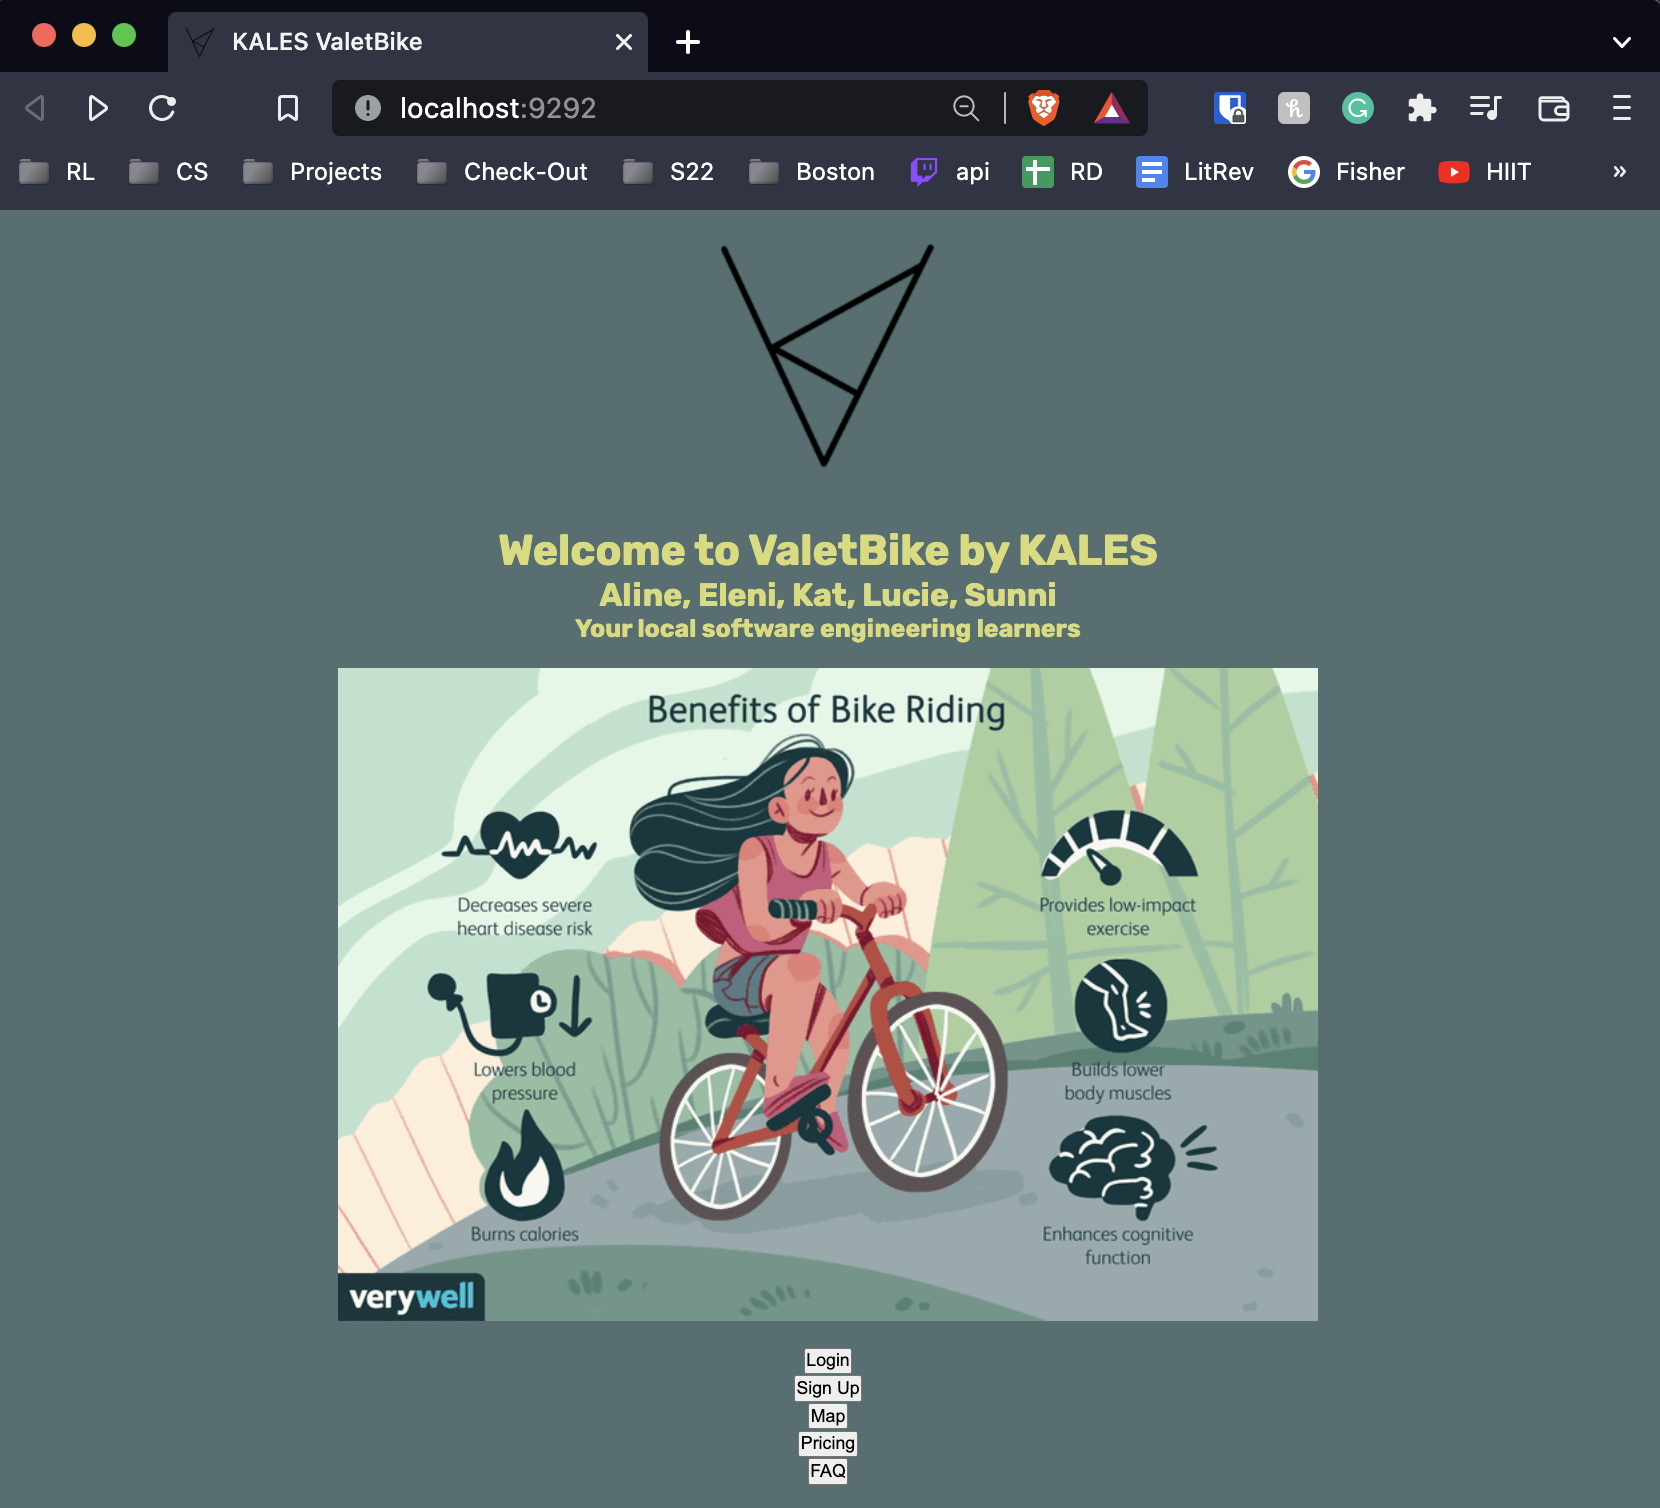 KALES ValetBike
localhost:9292
RL CS Projects Check-Out S22 Boston api RD LitRev Fisher HIIT »
Welcome to ValetBike by KALES
Aline, Eleni, Kat, Lucie, Sunni
Your local software engineering learners
Benefits of Bike Riding
Decreases severe
heart disease risk
Provides low-impact
exercise
Lowers blood
pressure
Builds lower
body muscles
Burns calories
Enhances cognitive
function
verywell
Login
Sign Up
Map
Pricing
FAQ